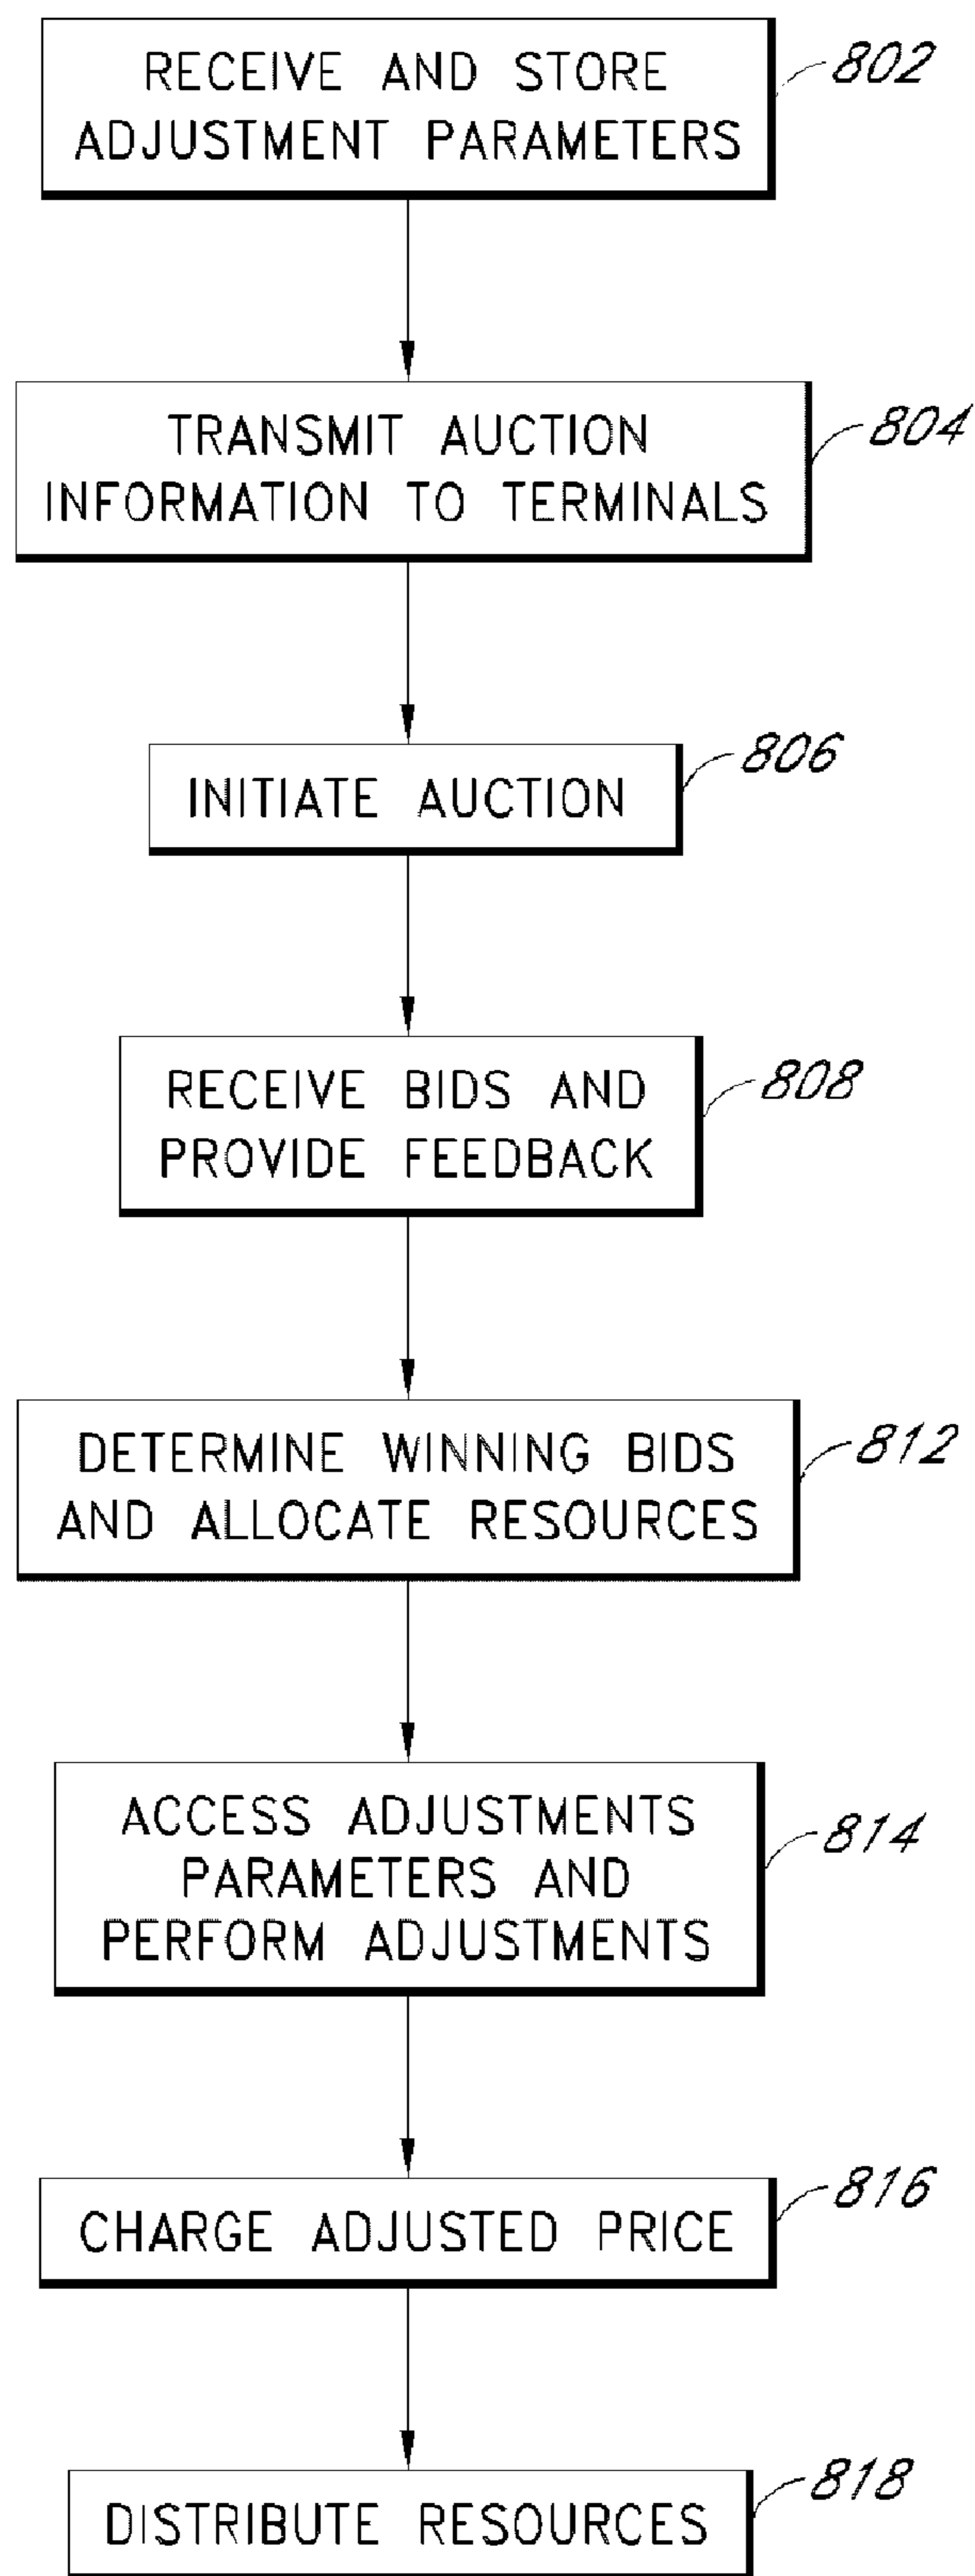 RECEIVE AND STORE
ADJUSTMENT PARAMETERS
802
TRANSMIT AUCTION
INFORMATION TO TERMINALS
804
INITIATE AUCTION
806
RECEIVE BIDS AND
PROVIDE FEEDBACK
808
DETERMINE WINNING BIDS
AND ALLOCATE RESOURCES
812
ACCESS ADJUSTMENTS
PARAMETERS AND
PERFORM ADJUSTMENTS
814
CHARGE ADJUSTED PRICE
816
DISTRIBUTE RESOURCES
818